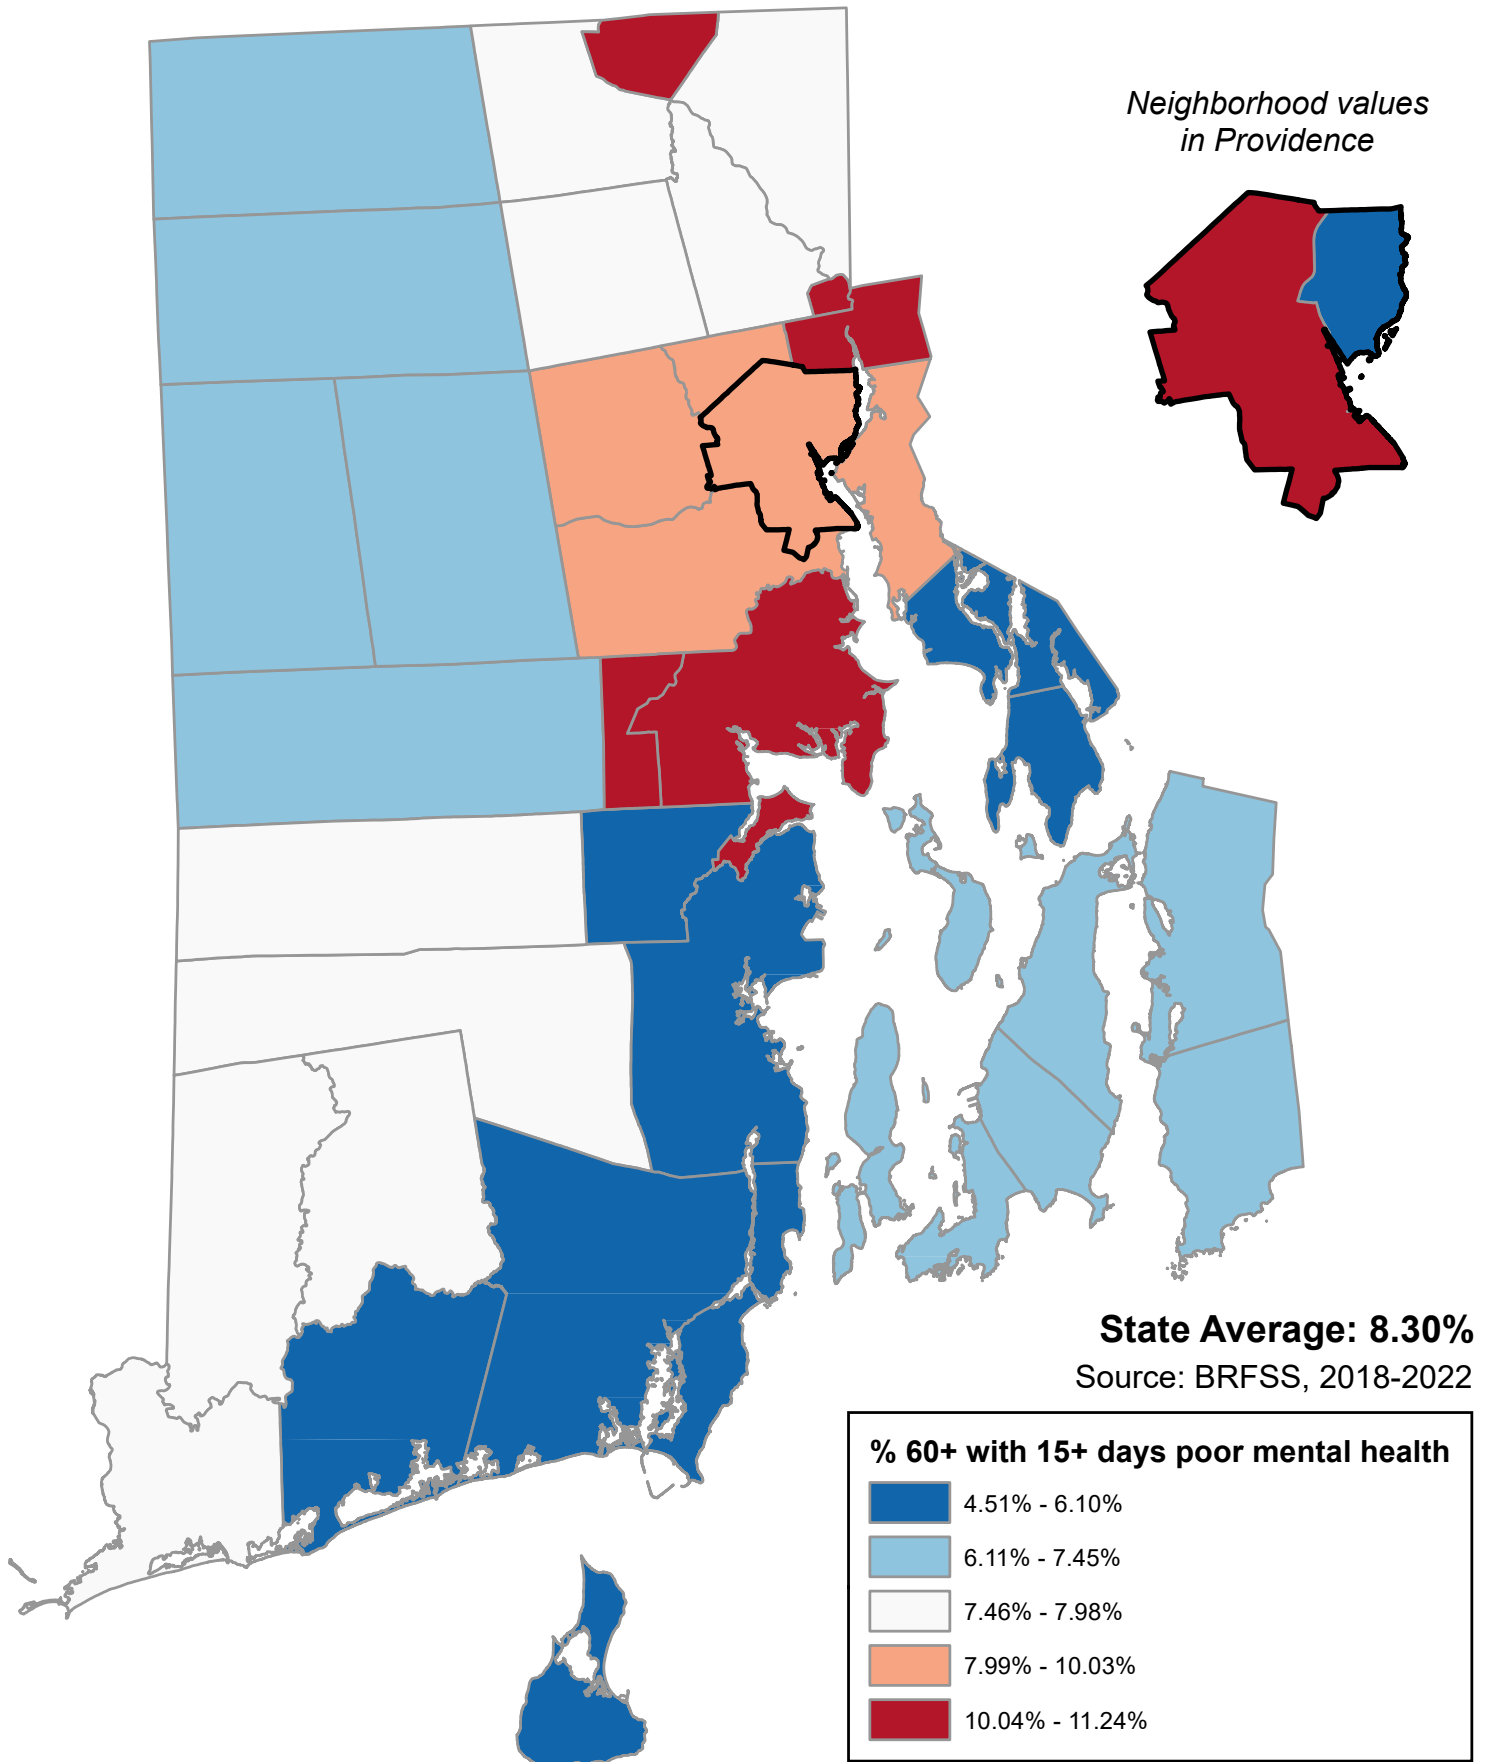 Neighborhood values
in Providence
State Average: 8.30%
Source: BRFSS, 2018-2022
% 60+ with 15+ days poor mental health
4.51% - 6.10%
6.11% - 7.45%
7.46% - 7.98%
7.99% - 10.03%
10.04% - 11.24%